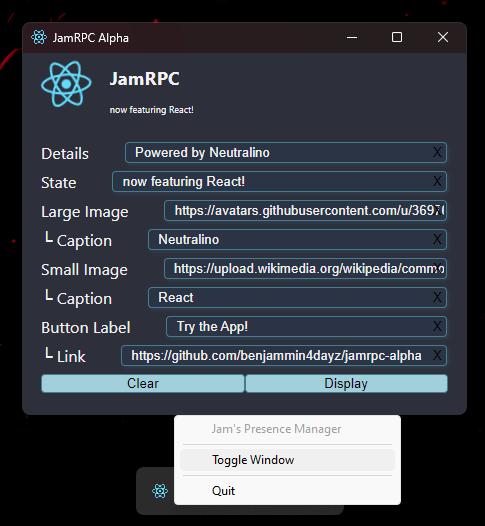 JamRPC Alpha
JamRPC
now featuring React!
Details Powered by Neutralino X
State now featuring React! X
Large Image https://avatars.githubusercontent.com/u/3697 X
└ Caption Neutralino X
Small Image https://upload.wikimedia.org/wikipedia/commo X
└ Caption React X
Button Label Try the App! X
└ Link https://github.com/benjammin4dayz/jamrpc-alpha X
Clear Display
Jam's Presence Manager
Toggle Window
Quit